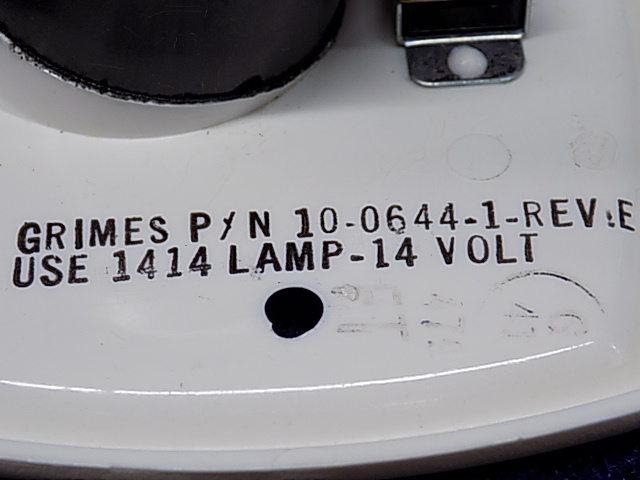 GRIMES P/N 10-0644-1-REV:E
USE 1414 LAMP-14 VOLT